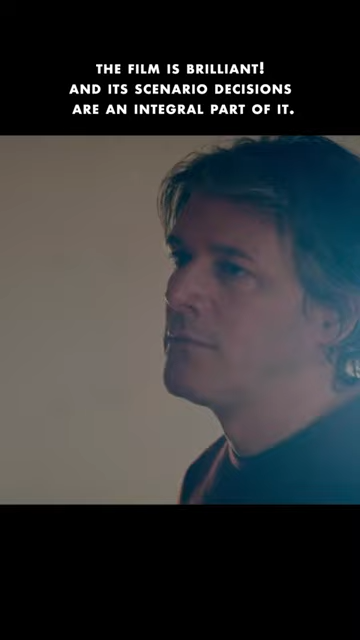 THE FILM IS BRILLIANT!
AND ITS SCENARIO DECISIONS
ARE AN INTEGRAL PART OF IT.